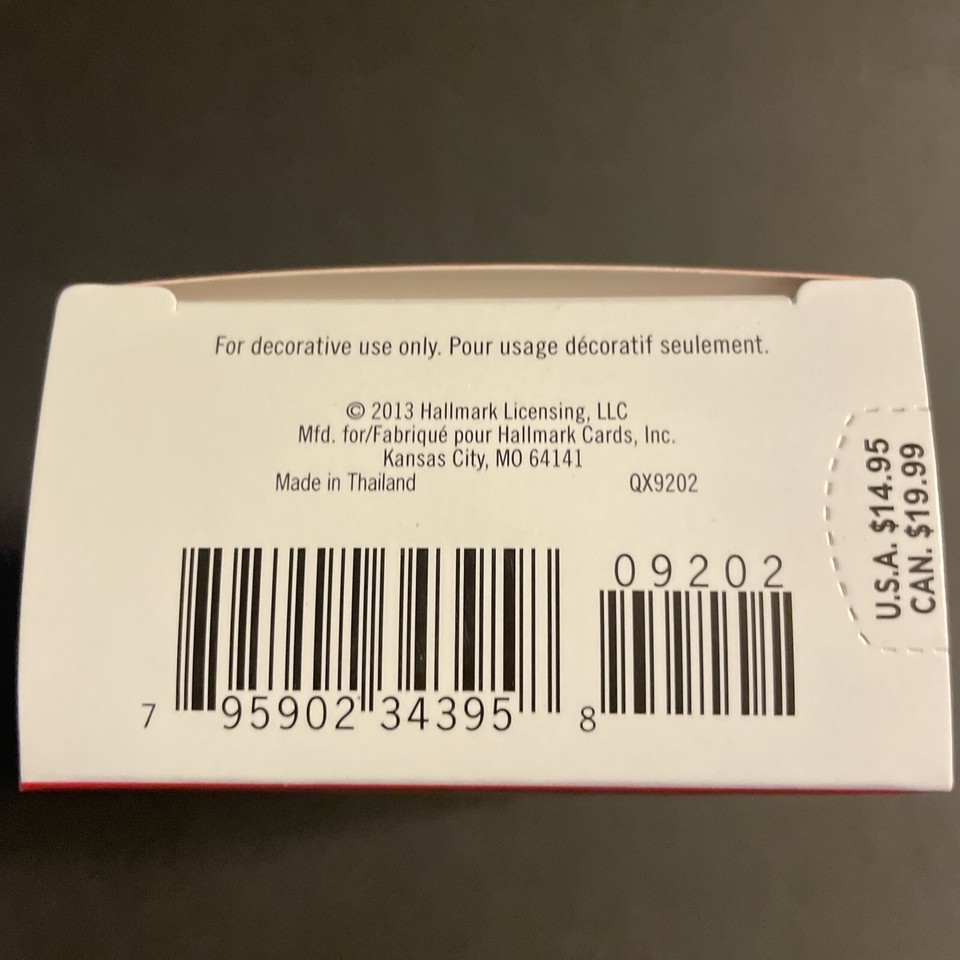 For decorative use only. Pour usage décoratif seulement.
© 2013 Hallmark Licensing, LLC
Mfd. for/Fabriqué pour Hallmark Cards, Inc.
Kansas City, MO 64141
Made in Thailand QX9202
09202
7 95902 34395 8
U.S.A. $14.95
CAN. $19.99